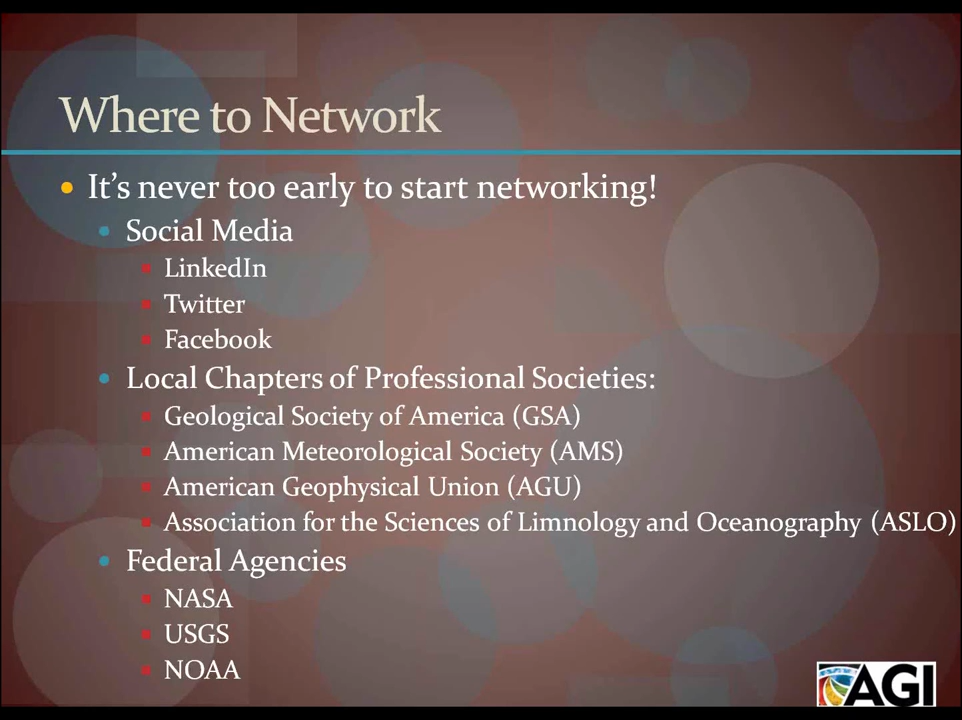 Where to Network
It's never too early to start networking!
Social Media
LinkedIn
Twitter
Facebook
Local Chapters of Professional Societies:
Geological Society of America (GSA)
American Meteorological Society (AMS)
American Geophysical Union (AGU)
Association for the Sciences of Limnology and Oceanography (ASLO)
Federal Agencies
NASA
USGS
NOAA
AGI